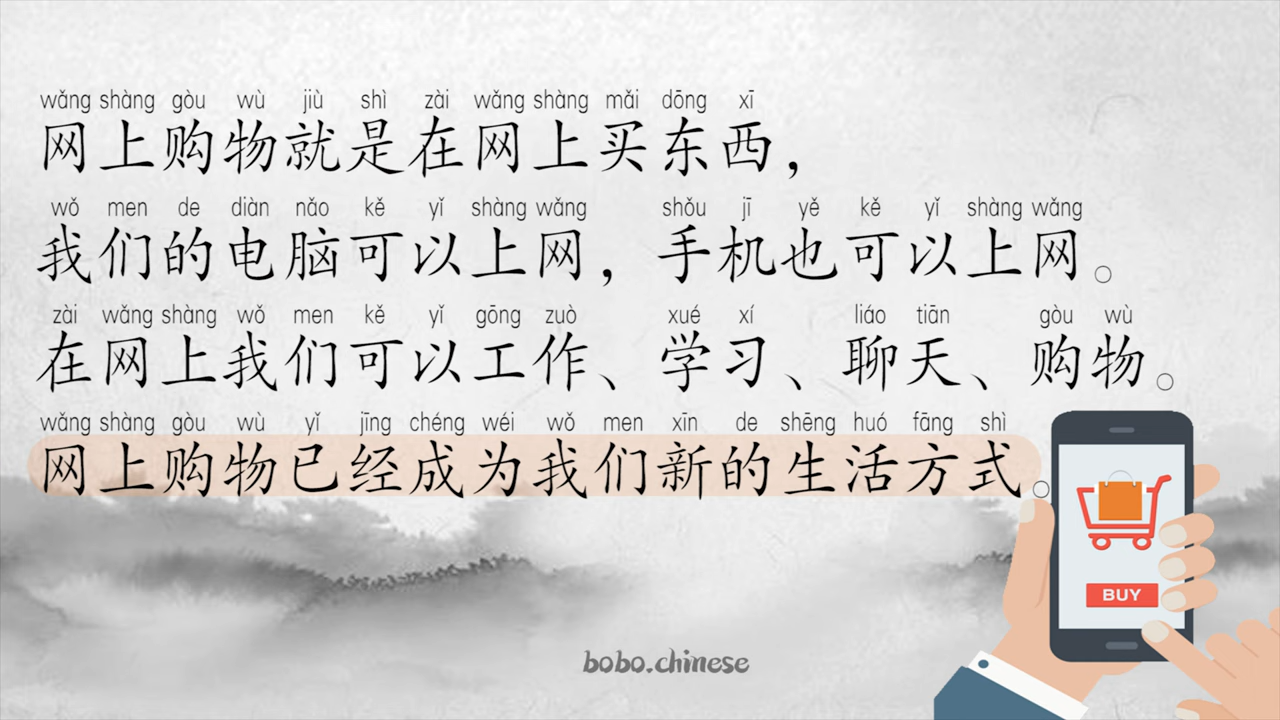 wǎng shàng gòu wù jiù shì zài wǎng shàng mǎi dōng xī
网上购物就是在网上买东西，
wǒ men de diàn nǎo kě yǐ shàng wǎng shǒu jī yě kě yǐ shàng wǎng
我们的电脑可以上网，手机也可以上网。
zài wǎng shàng wǒ men kě yǐ gōng zuò xué xí liáo tiān gòu wù
在网上我们可以工作、学习、聊天、购物。
wǎng shàng gòu wù yǐ jīng chéng wéi wǒ men xīn de shēng huó fāng shì
网上购物已经成为我们新的生活方式。
BUY
bobo.chinese